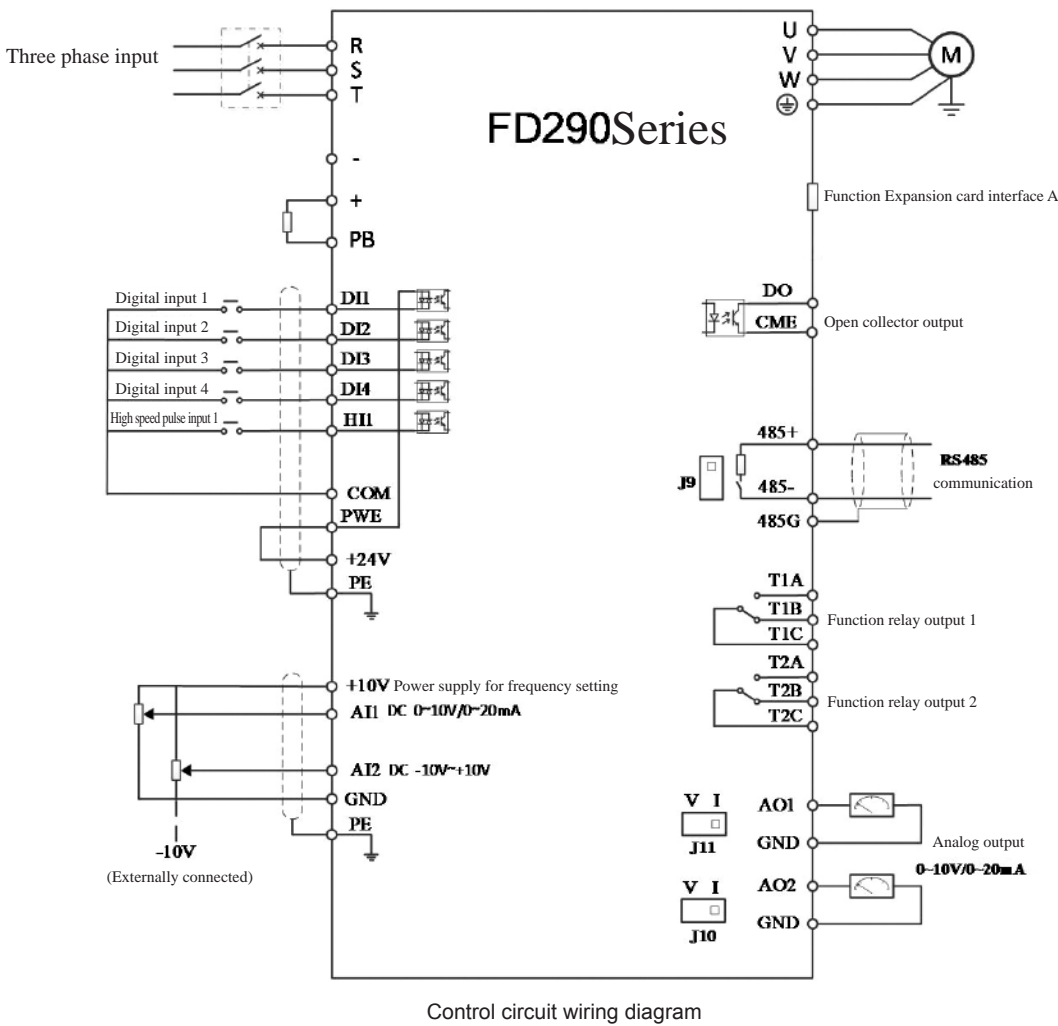 Three phase input
R
S
T
-
+
PB
FD290Series
U
V
W
M
Function Expansion card interface A
Digital input 1
DI1
Digital input 2
DI2
Digital input 3
DI3
Digital input 4
DI4
High speed pulse input 1
HI1
COM
PWE
+24V
PE
DO
CME
Open collector output
485+
J9
485-
485G
RS485
communication
T1A
T1B
T1C
Function relay output 1
T2A
T2B
T2C
Function relay output 2
+10V Power supply for frequency setting
AI1 DC 0~10V/0~20mA
AI2 DC -10V~+10V
GND
PE
-10V
(Externally connected)
V I
J11
AO1
GND
Analog output
0~10V/0~20mA
V I
J10
AO2
GND
Control circuit wiring diagram